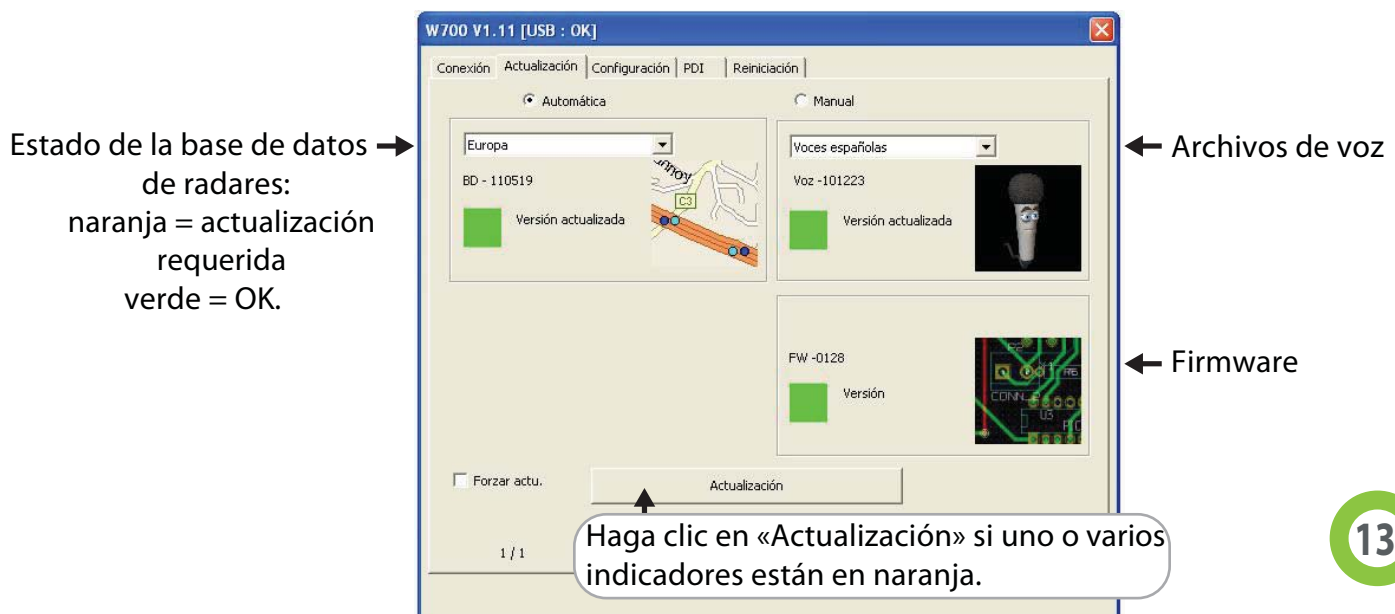 W700 V1.11 [USB : OK]
Conexión Actualización Configuración PDI Reiniciación
Automática Manual
Estado de la base de datos
de radares:
naranja = actualización
requerida
verde = OK.
Europa
BD - 110519
Versión actualizada
C3
Voces españolas
Voz -101223
Versión actualizada
Archivos de voz
FW -0128
Versión
CONN_2
U3
Firmware
Forzar actu.
Actualización
Haga clic en «Actualización» si uno o varios
indicadores están en naranja.
1 / 1
13